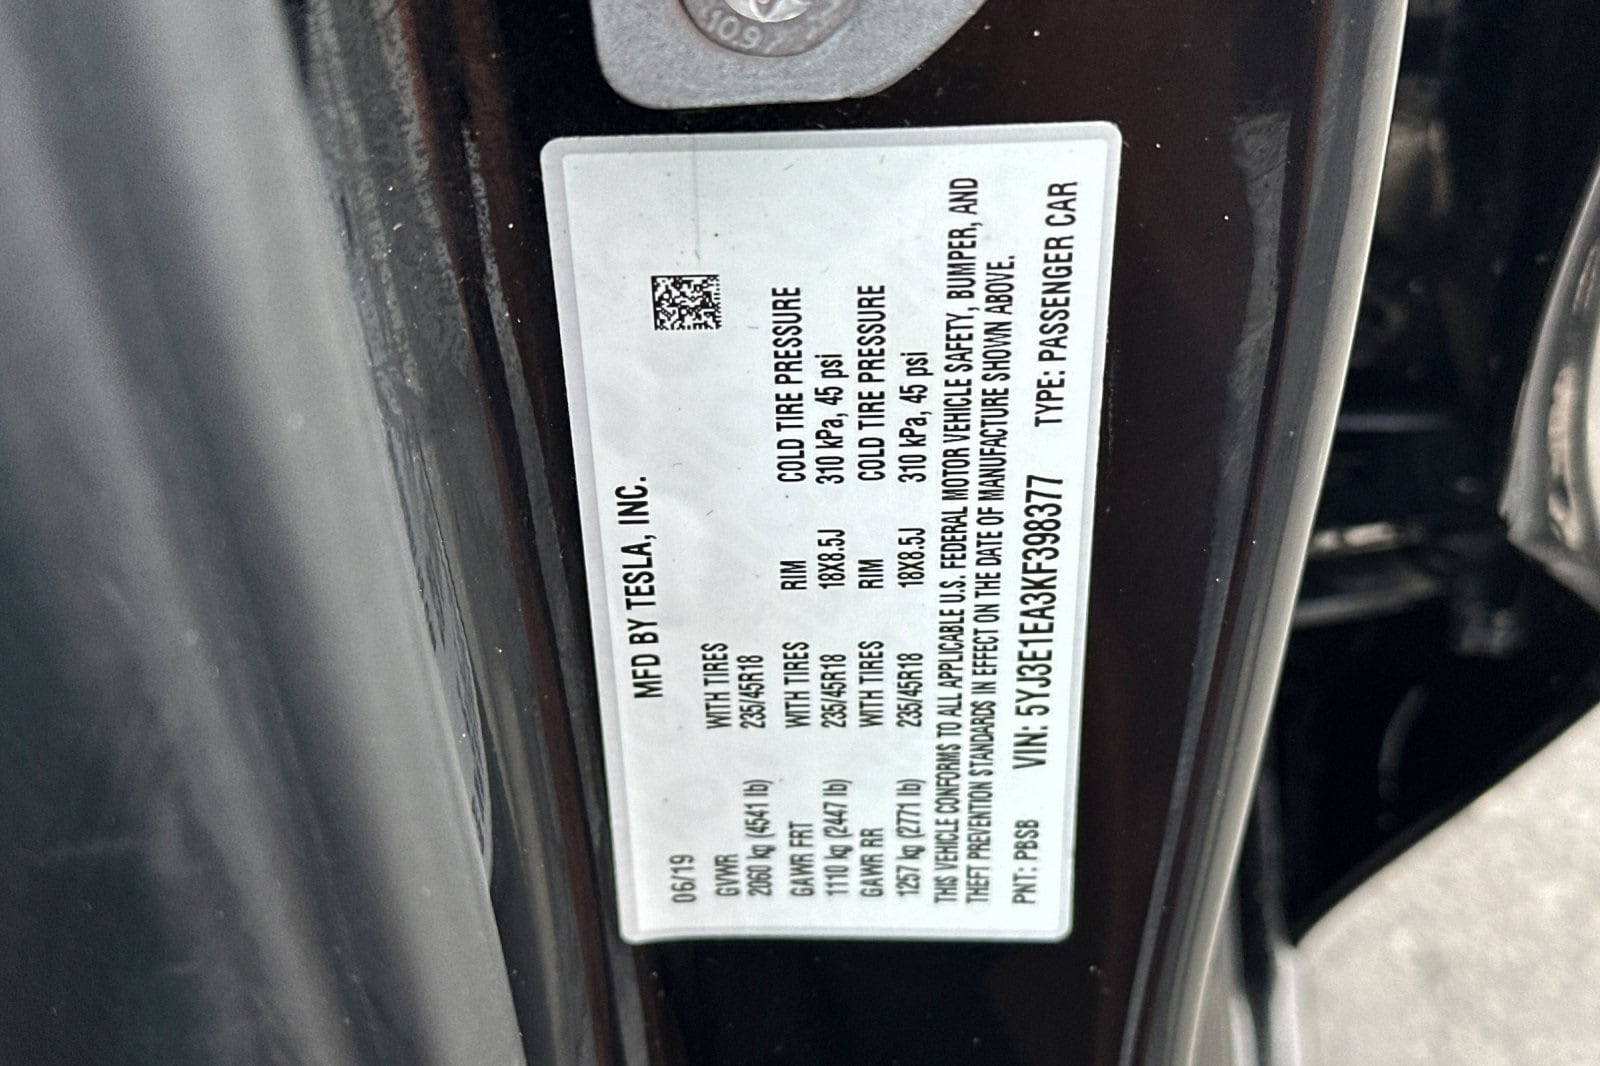 MFD BY TESLA, INC.
06/19
GVWR WITH TIRES
2060 kg (4541 lb) 235/45R18
GAWR FRT WITH TIRES RIM COLD TIRE PRESSURE
1110 kg (2447 lb) 235/45R18 18X8.5J 310 kPa, 45 psi
GAWR RR WITH TIRES RIM COLD TIRE PRESSURE
1257 kg (2771 lb) 235/45R18 18X8.5J 310 kPa, 45 psi
THIS VEHICLE CONFORMS TO ALL APPLICABLE U.S. FEDERAL MOTOR VEHICLE SAFETY, BUMPER, AND
THEFT PREVENTION STANDARDS IN EFFECT ON THE DATE OF MANUFACTURE SHOWN ABOVE.
PNT: PBSB VIN: 5YJ3E1EA3KF398377 TYPE: PASSENGER CAR